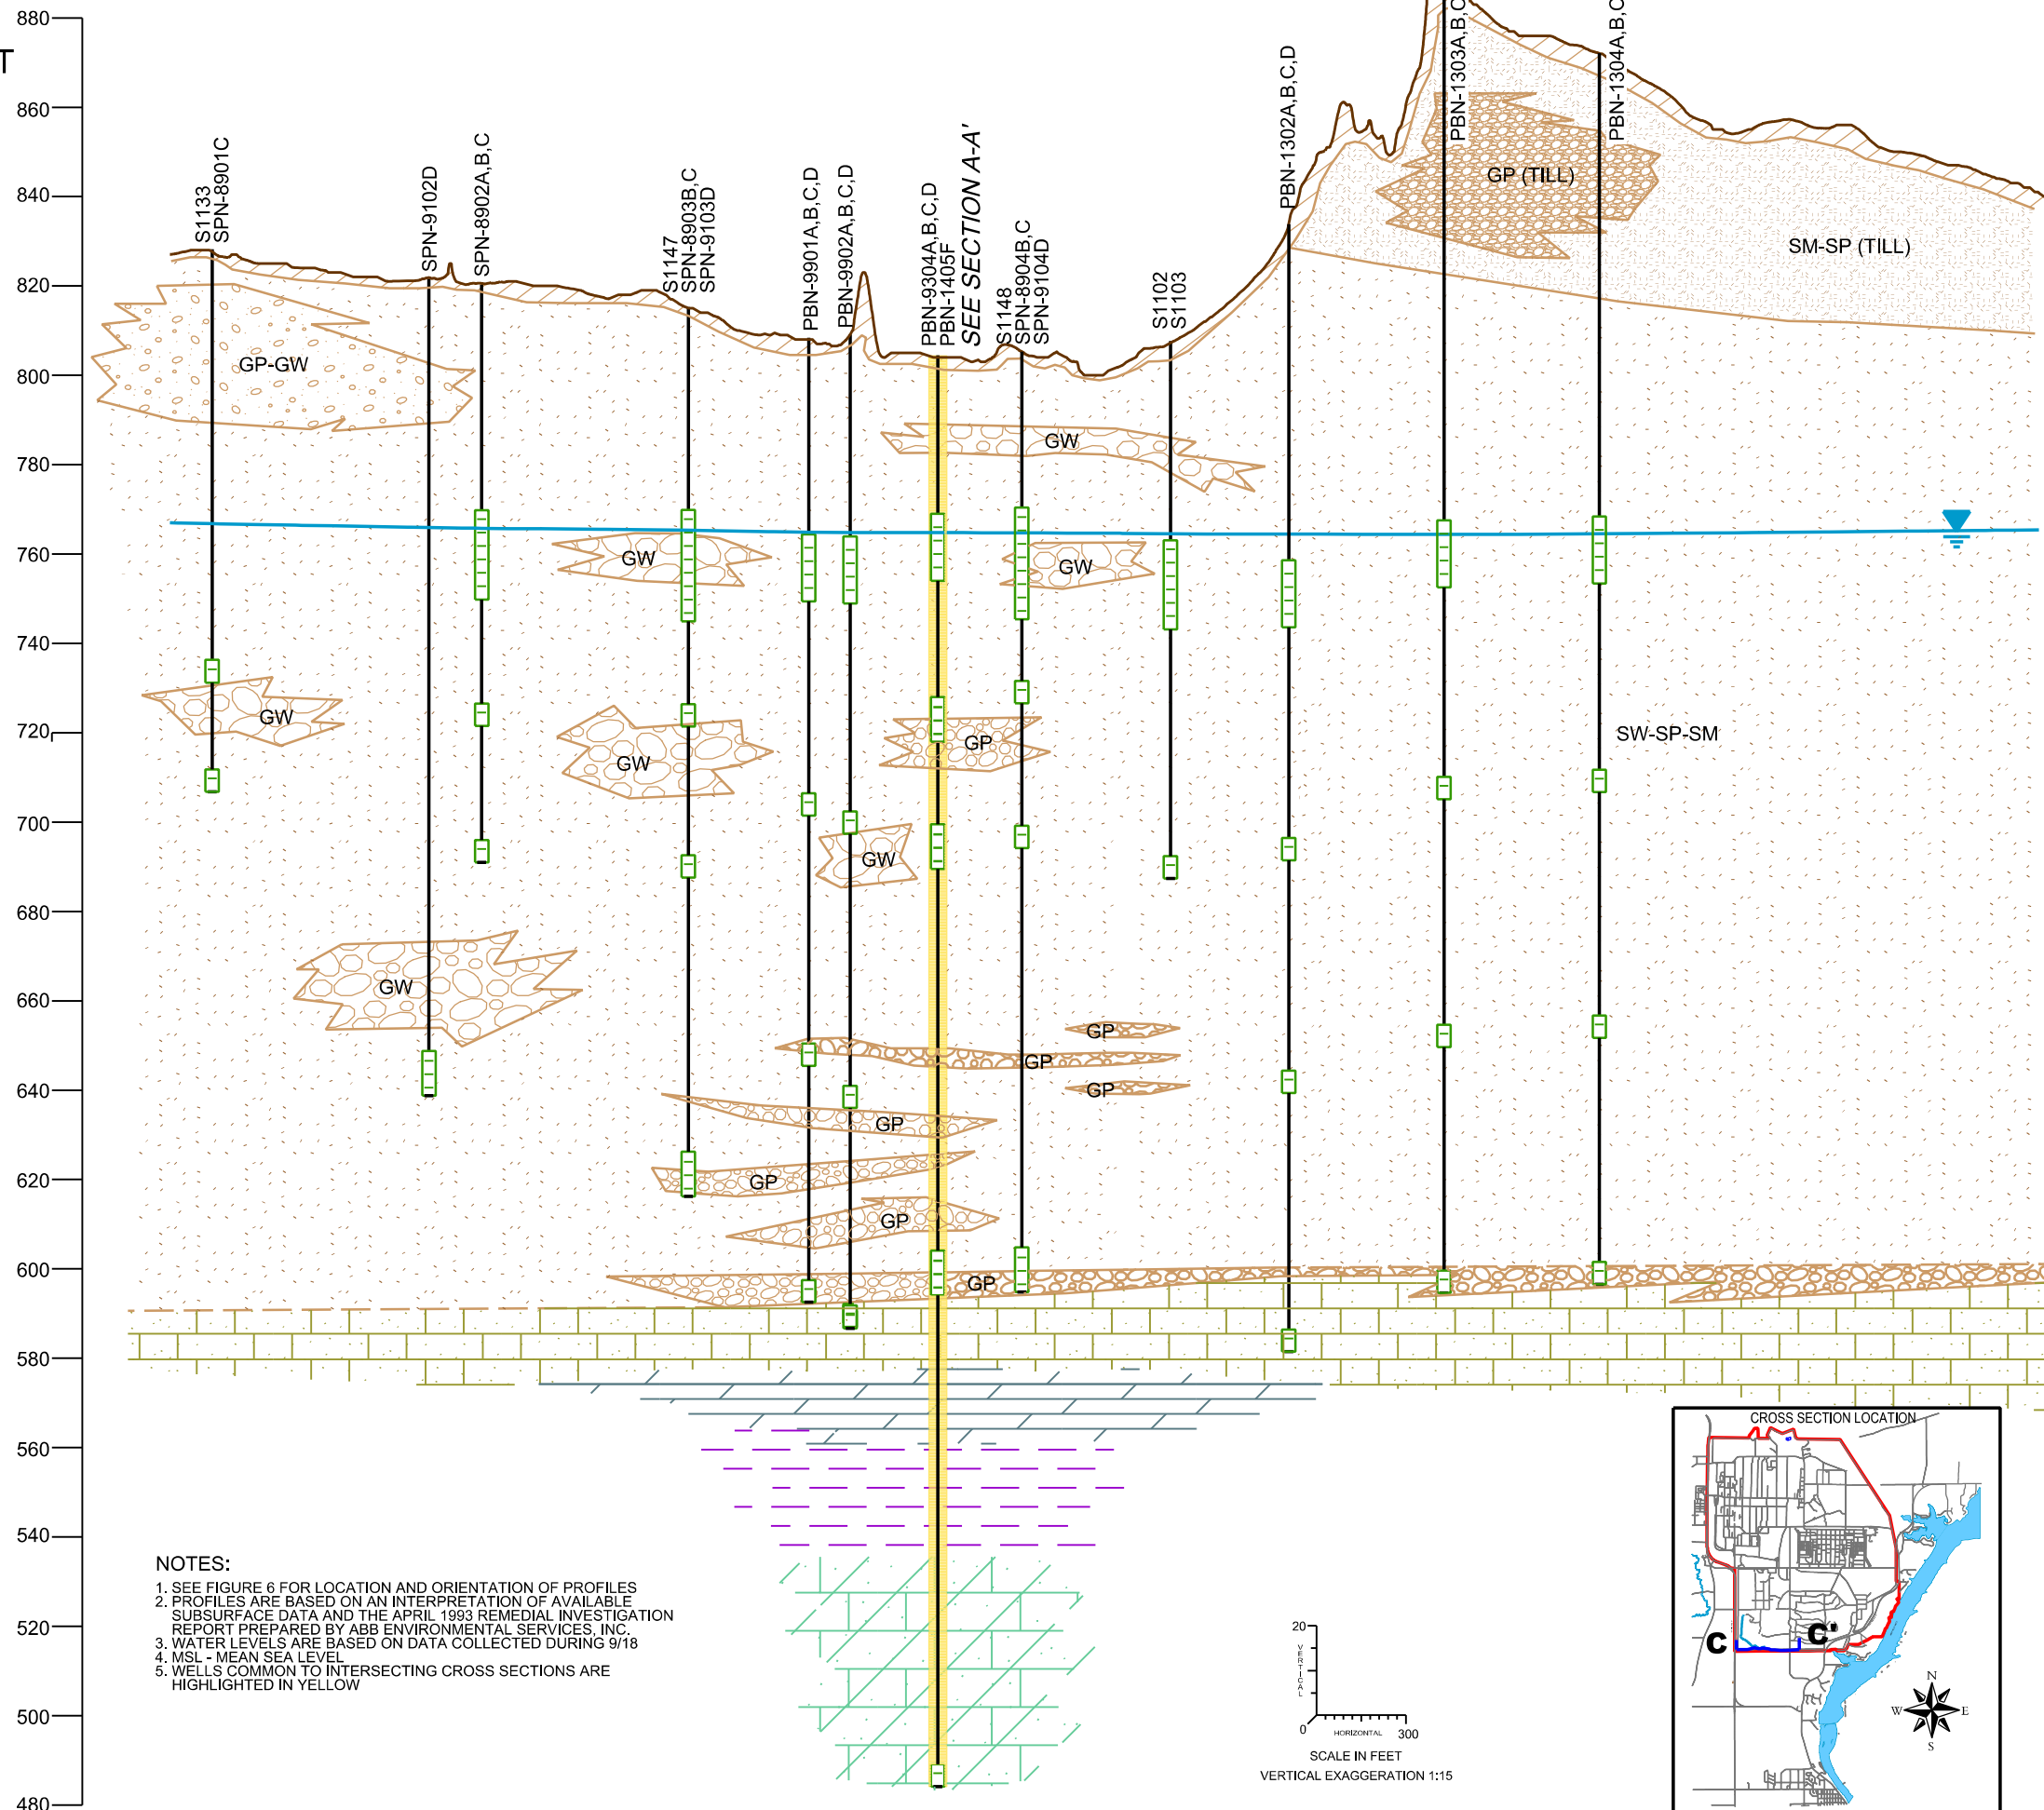 880
T
860
840
820
800
780
760
740
720
700
680
660
640
620
600
580
560
540
520
500
480
S1133
SPN-8901C
SPN-9102D
SPN-8902A,B,C
S1147
SPN-8903B,C
SPN-9103D
PBN-9901A,B,C,D
PBN-9902A,B,C,D
PBN-9304A,B,C,D
PBN-1405F
SEE SECTION A-A'
S1148
SPN-8904B,C
SPN-9104D
S1102
S1103
PBN-1302A,B,C,D
PBN-1303A,B,C
PBN-1304A,B,C
GP (TILL)
SM-SP (TILL)
GP-GW
GW
GW
GW
GW
GW
SW-SP-SM
GP
GW
GW
GW
GP
GP
GP
GP
GP
GP
GP
NOTES:
1. SEE FIGURE 6 FOR LOCATION AND ORIENTATION OF PROFILES
2. PROFILES ARE BASED ON AN INTERPRETATION OF AVAILABLE
SUBSURFACE DATA AND THE APRIL 1993 REMEDIAL INVESTIGATION
REPORT PREPARED BY ABB ENVIRONMENTAL SERVICES, INC.
3. WATER LEVELS ARE BASED ON DATA COLLECTED DURING 9/18
4. MSL - MEAN SEA LEVEL
5. WELLS COMMON TO INTERSECTING CROSS SECTIONS ARE
HIGHLIGHTED IN YELLOW
20
VERTICAL
0
HORIZONTAL
300
SCALE IN FEET
VERTICAL EXAGGERATION 1:15
CROSS SECTION LOCATION
C
C'
N
W
E
S